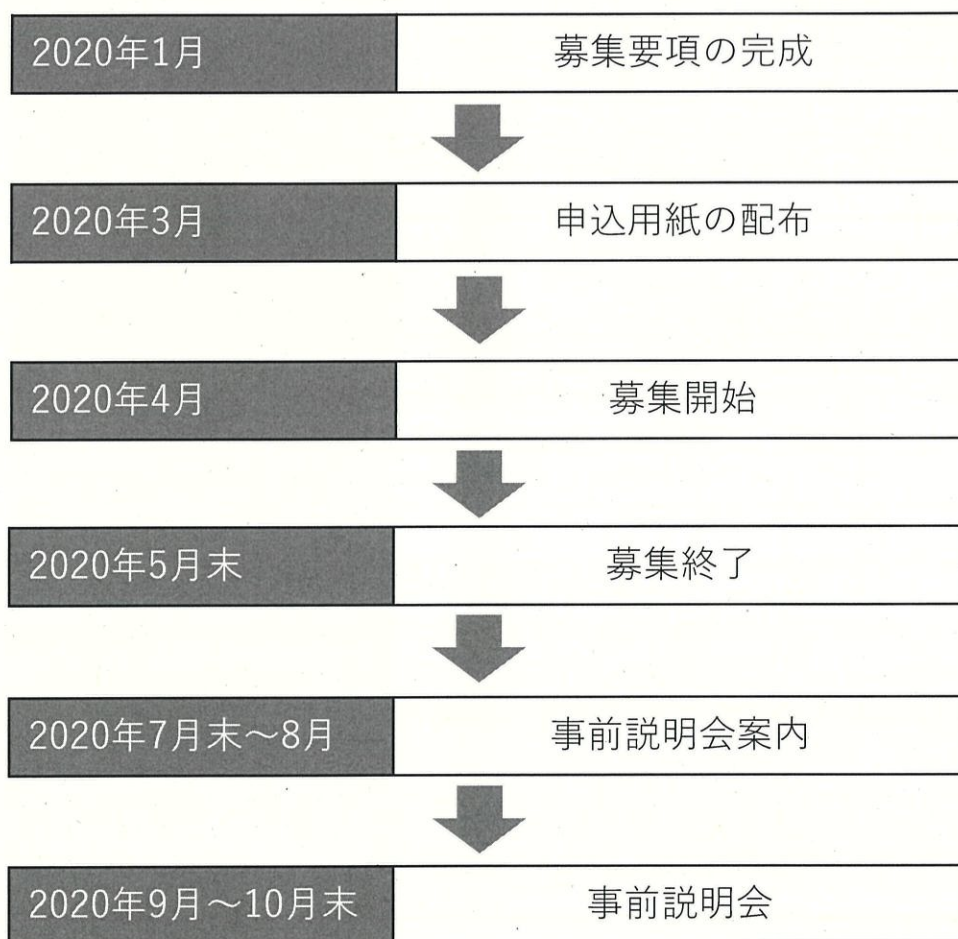 2020年1月 募集要項の完成
2020年3月 申込用紙の配布
2020年4月 募集開始
2020年5月末 募集終了
2020年7月末～8月 事前説明会案内
2020年9月～10月末 事前説明会